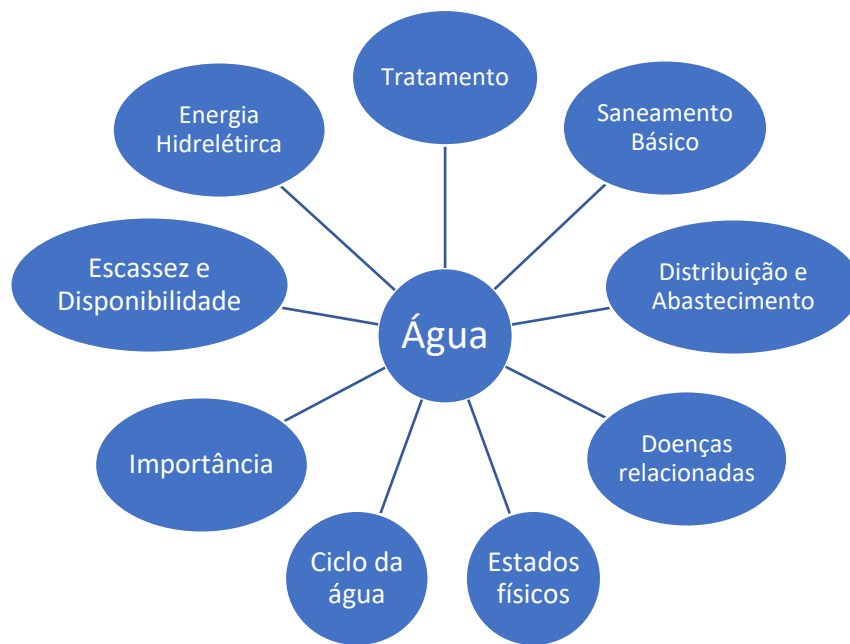 Tratamento
Saneamento
Básico
Distribuição e
Abastecimento
Doenças
relacionadas
Estados
físicos
Ciclo da
água
Importância
Escassez e
Disponibilidade
Energia
Hidrelétirca
Água